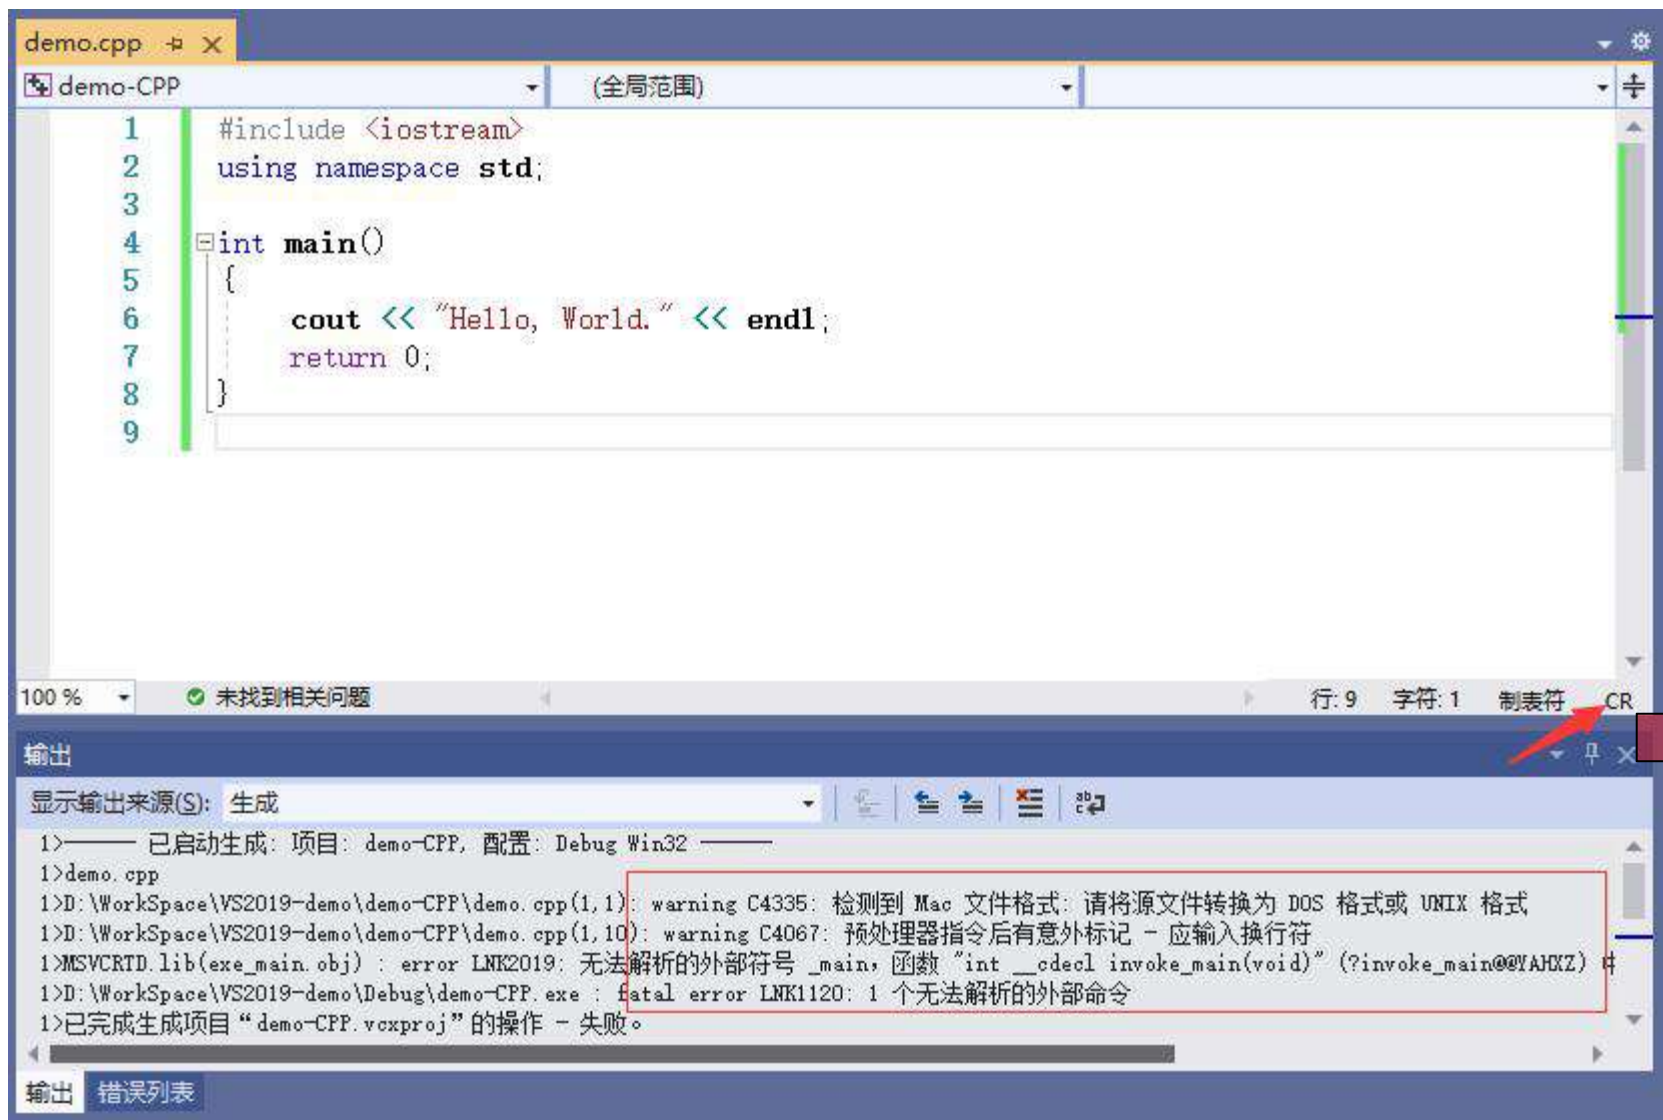 demo.cpp
demo-CPP (全局范围)
1 #include <iostream>
2 using namespace std;
3
4 int main()
5 {
6 cout << "Hello, World." << endl;
7 return 0;
8 }
9
100 % 未找到相关问题 行: 9 字符: 1 制表符 CR
输出
显示输出来源(S): 生成
1>—— 已启动生成: 项目: demo-CPP, 配置: Debug Win32 ——
1>demo.cpp
1>D:\WorkSpace\VS2019-demo\demo-CPP\demo.cpp(1,1): warning C4335: 检测到 Mac 文件格式: 请将源文件转换为 DOS 格式或 UNIX 格式
1>D:\WorkSpace\VS2019-demo\demo-CPP\demo.cpp(1,10): warning C4067: 预处理器指令后有意外标记 - 应输入换行符
1>MSVCRTD.lib(exe_main.obj) : error LNK2019: 无法解析的外部符号 _main，函数 "int __cdecl invoke_main(void)" (?invoke_main@@YAHXZ)
1>D:\WorkSpace\VS2019-demo\Debug\demo-CPP.exe : fatal error LNK1120: 1 个无法解析的外部命令
1>已完成生成项目“demo-CPP.vcxproj”的操作 - 失败。
输出 错误列表